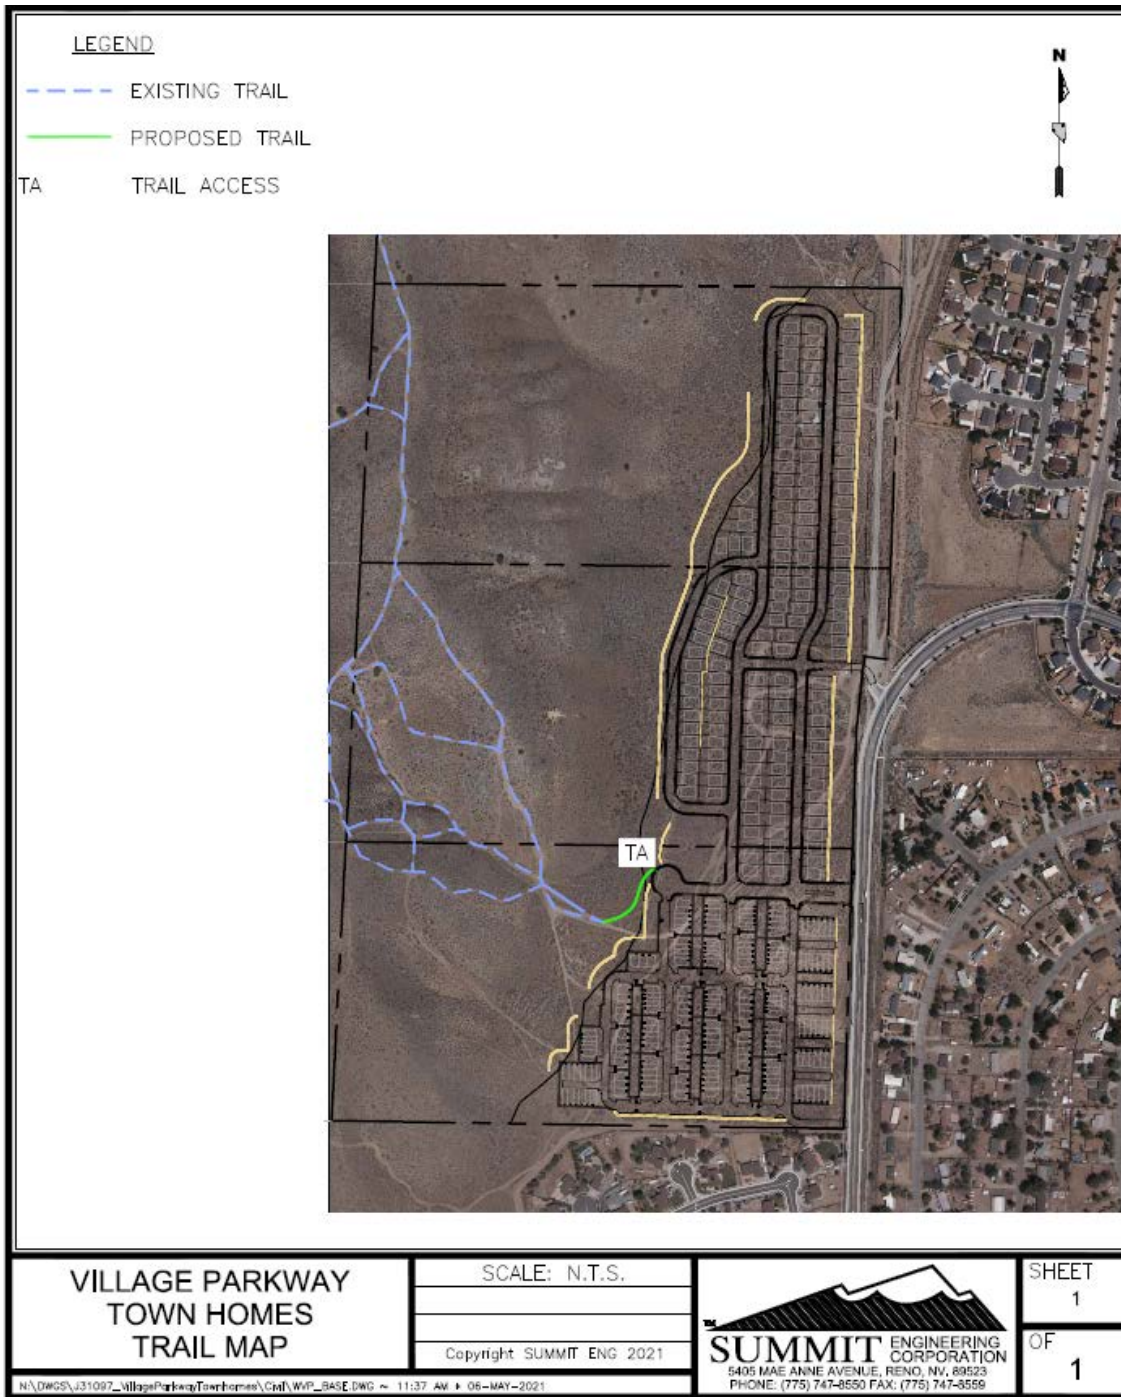 LEGEND
EXISTING TRAIL
PROPOSED TRAIL
TA TRAIL ACCESS
N
TA
VILLAGE PARKWAY
TOWN HOMES
TRAIL MAP
SCALE: N.T.S.
Copyright SUMMIT ENG 2021
TM
SUMMIT ENGINEERING
CORPORATION
5405 MAE ANNE AVENUE, RENO, NV. 89523
PHONE: (775) 747-8550 FAX: (775) 747-8559
SHEET
1
OF
1
N:\DWGS\J31097_VillageParkwayTownhomes\Civil\WVP_BASE.DWG ~ 11:37 AM * 06-MAY-2021